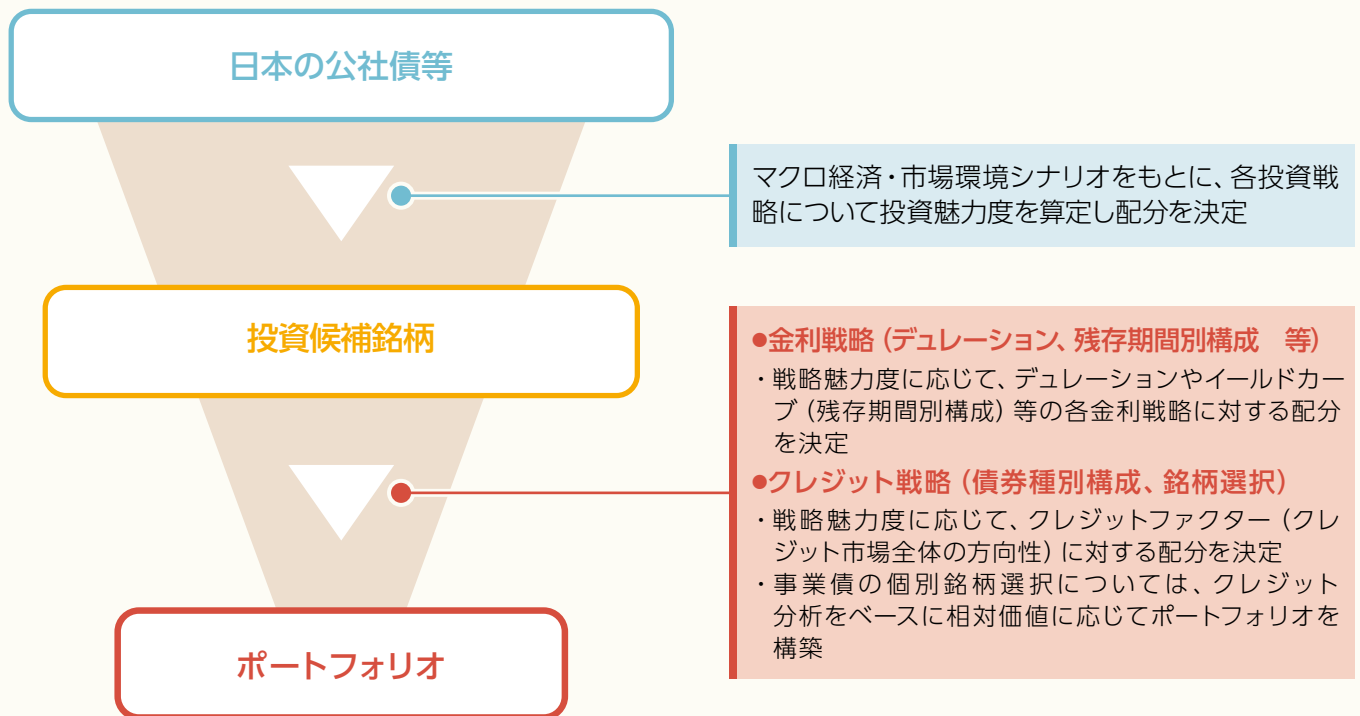 日本の公社債等
マクロ経済・市場環境シナリオをもとに、各投資戦
略について投資魅力度を算定し配分を決定
投資候補銘柄
●金利戦略（デュレーション、残存期間別構成　等）
・戦略魅力度に応じて、デュレーションやイールドカー
ブ（残存期間別構成）等の各金利戦略に対する配分
を決定
●クレジット戦略（債券種別構成、銘柄選択）
・戦略魅力度に応じて、クレジットファクター（クレ
ジット市場全体の方向性）に対する配分を決定
・事業債の個別銘柄選択については、クレジット
分析をベースに相対価値に応じてポートフォリオを
構築
ポートフォリオ